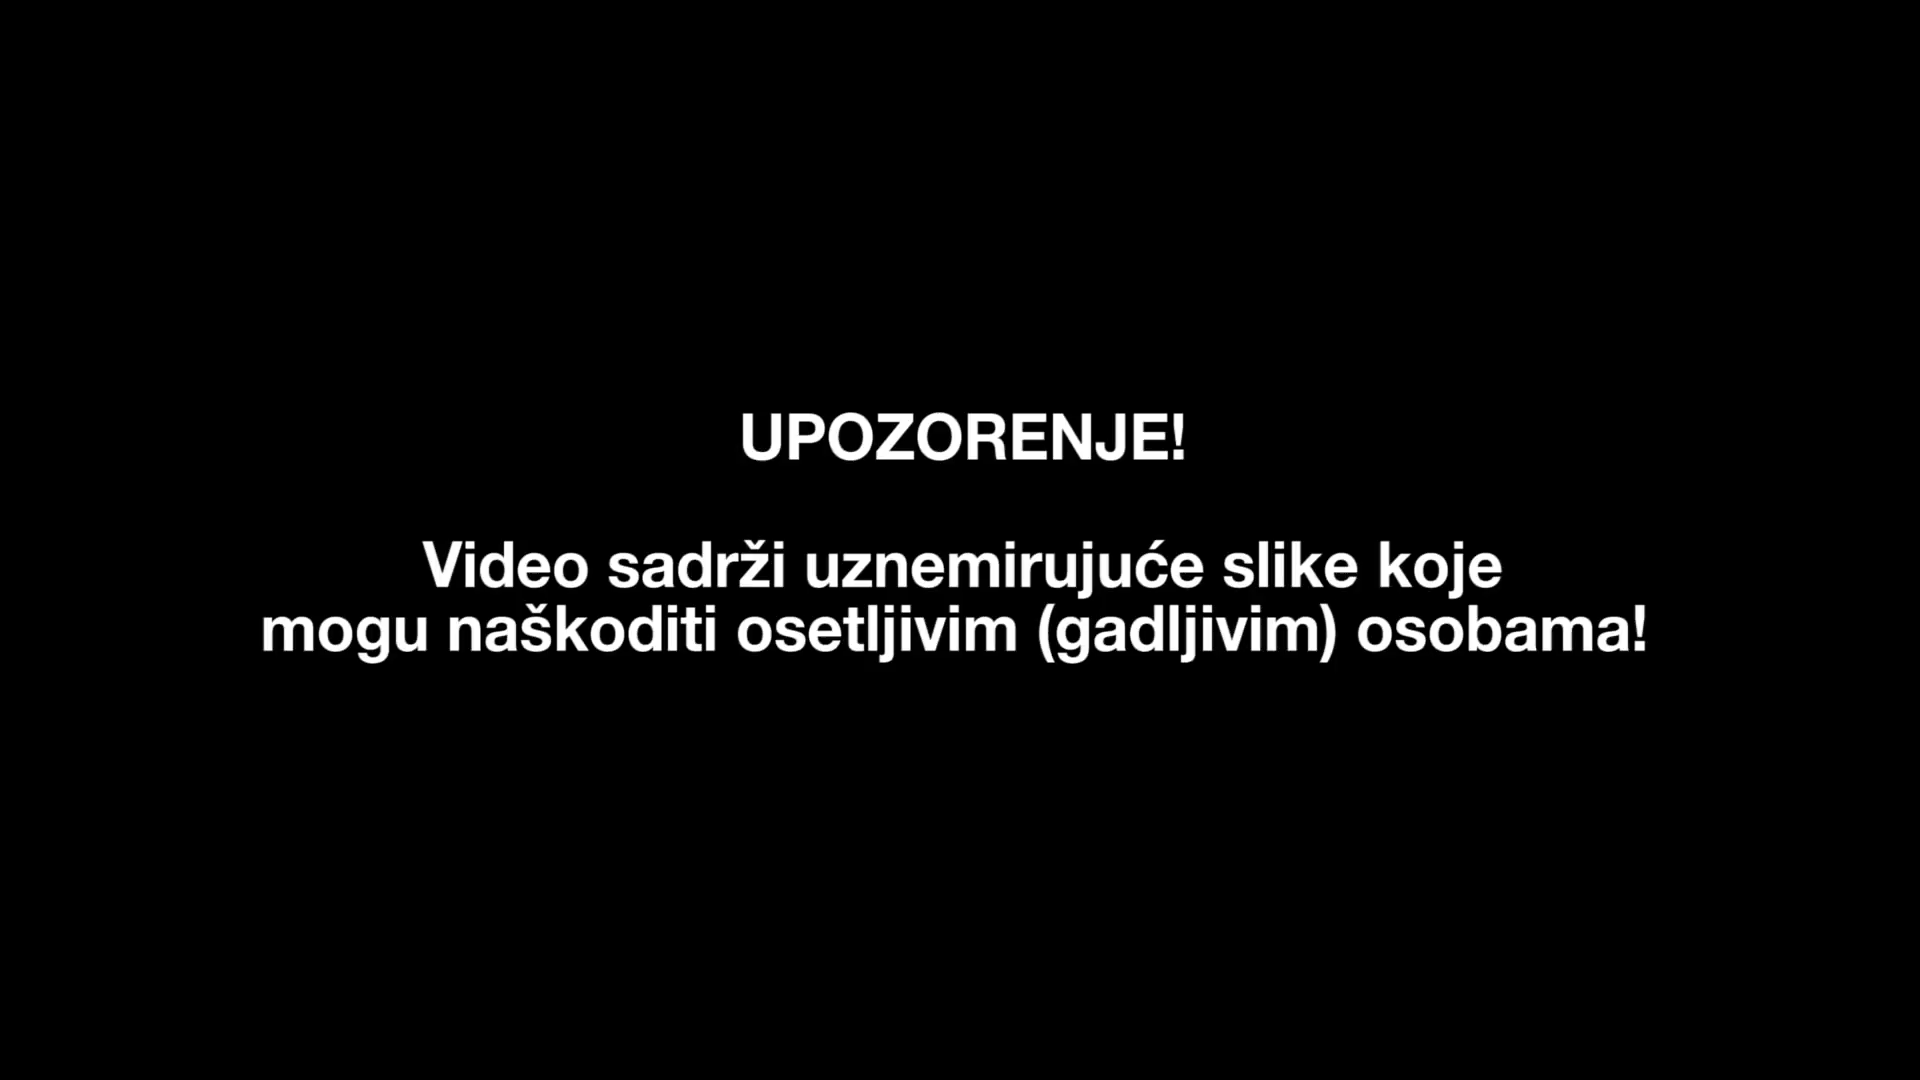 UPOZORENJE!
Video sadrži uznemirujuće slike koje
mogu naškoditi osetljivim (gadljivim) osobama!